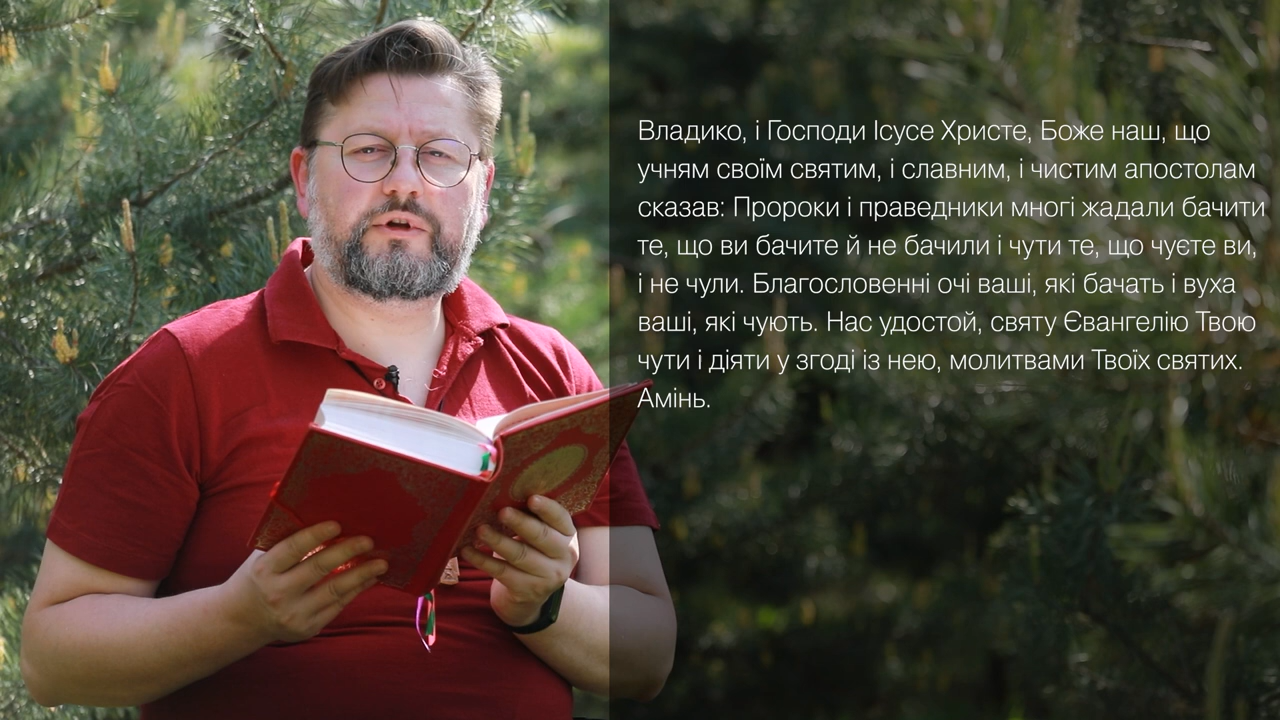 Владико, і Господи Ісусе Христе, Боже наш, що
учням своїм святим, і славним, і чистим апостолам
сказав: Пророки і праведники многі жадали бачити
те, що ви бачите й не бачили і чути те, що чуєте ви,
і не чули. Благословенні очі ваші, які бачать і вуха
ваші, які чують. Нас удостой, святу Євангелію Твою
чути і діяти у згоді із нею, молитвами Твоїх святих.
Амінь.